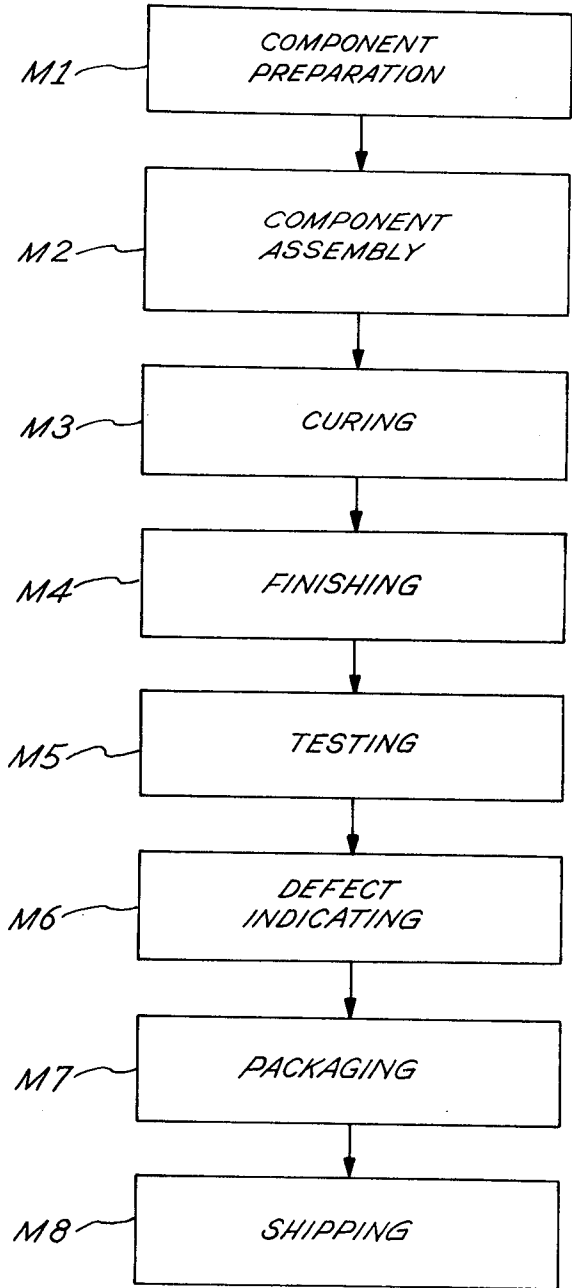 M1
COMPONENT
PREPARATION
M2
COMPONENT
ASSEMBLY
M3
CURING
M4
FINISHING
M5
TESTING
M6
DEFECT
INDICATING
M7
PACKAGING
M8
SHIPPING